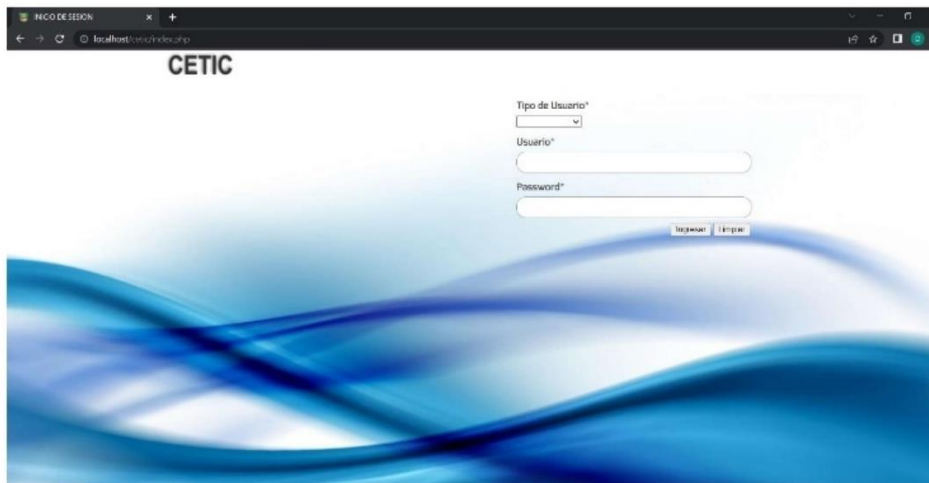 INICIO DE SESION
localhost/cetic/index.php
CETIC
Tipo de Usuario*
Usuario*
Password*
Ingresar Limpiar